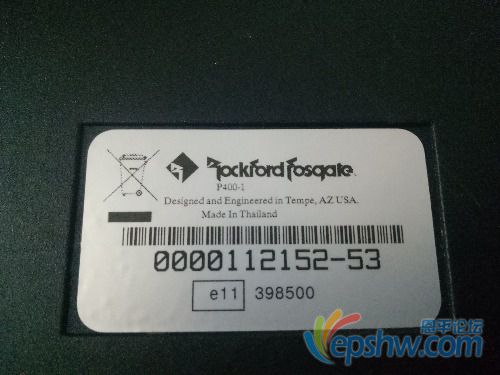 Rockford Fosgate
P400-1
Designed and Engineered in Tempe, AZ USA.
Made In Thailand
0000112152-53
e11 398500
恩平论坛
epshw.com